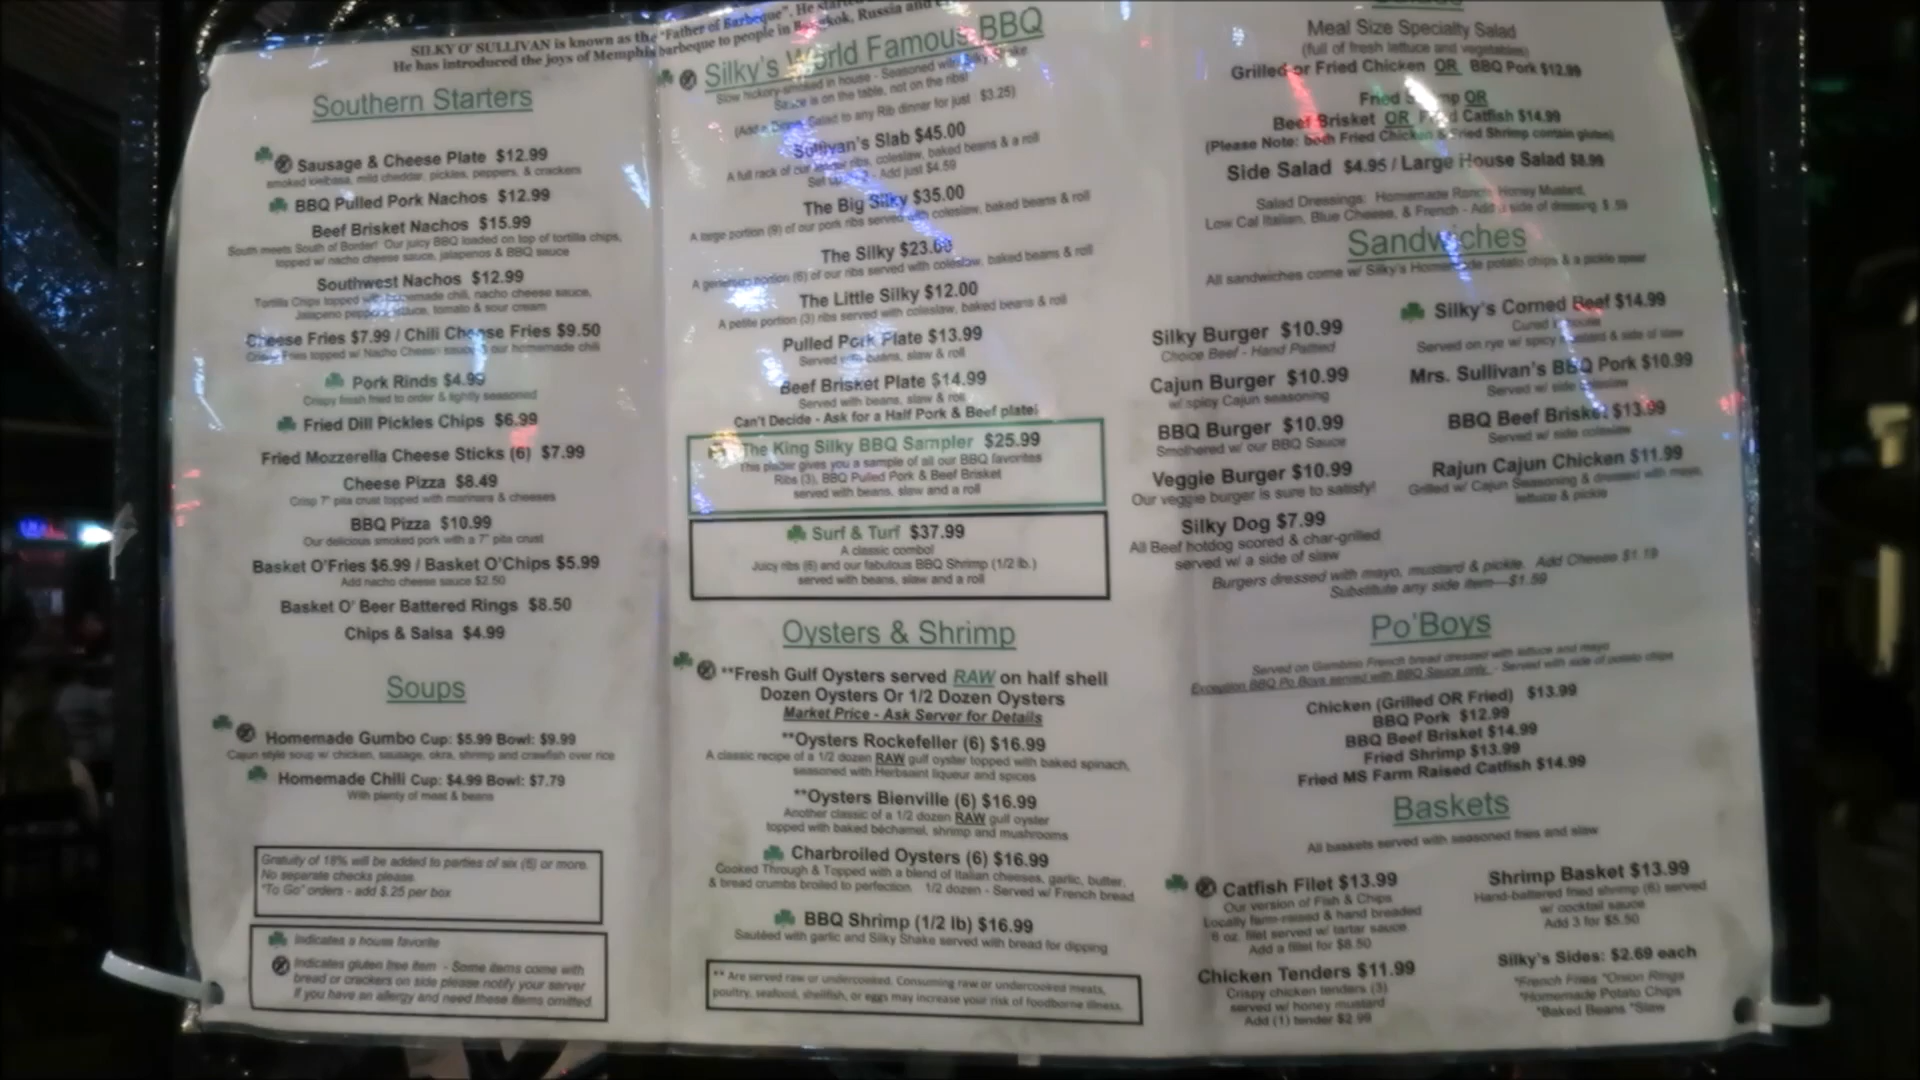 SILKY O' SULLIVAN is known as the "Father of Barbeque". He started
He has introduced the joys of Memphis barbeque to people in Bangkok, Russia and
Southern Starters
Sausage & Cheese Plate $12.99
smoked kielbasa, mild cheddar, pickles, peppers, & crackers
BBQ Pulled Pork Nachos $12.99
Beef Brisket Nachos $15.99
South meets South of Border! Our juicy BBQ loaded on top of tortilla chips,
topped w/ nacho cheese sauce, jalapenos & BBQ sauce
Southwest Nachos $12.99
Tortilla Chips topped with homemade chili, nacho cheese sauce,
Jalapeno peppers, lettuce, tomato & sour cream
Cheese Fries $7.99 / Chili Cheese Fries $9.50
Crispy Fries topped w/ Nacho Cheese sauce & our homemade chili
Pork Rinds $4.99
Crispy fresh fried to order & lightly seasoned
Fried Dill Pickles Chips $6.99
Fried Mozzerella Cheese Sticks (6) $7.99
Cheese Pizza $8.49
Crisp 7" pita crust topped with marinara & cheeses
BBQ Pizza $10.99
Our delicious smoked pork with a 7" pita crust
Basket O'Fries $6.99 / Basket O'Chips $5.99
Add nacho cheese sauce $2.50
Basket O' Beer Battered Rings $8.50
Chips & Salsa $4.99
Soups
Homemade Gumbo Cup: $5.99 Bowl: $9.99
Cajun style soup w/ chicken, sausage, okra, shrimp and crawfish over rice
Homemade Chili Cup: $4.99 Bowl: $7.79
With plenty of meat & beans
Gratuity of 18% will be added to parties of six (6) or more.
No separate checks please.
"To Go" orders - add $.25 per box
Indicates a house favorite
Indicates gluten free item - Some items come with
bread or crackers on side please notify your server
if you have an allergy and need these items omitted.
Silky's World Famous BBQ
Slow hickory-smoked in house - Seasoned with Silky Shake
Sauce is on the table, not on the ribs!
(Add a Dinner Salad to any Rib dinner for just $3.25)
Sullivan's Slab $45.00
A full rack of our ribs, coleslaw, baked beans & a roll
Set up - Add just $4.59
The Big Silky $35.00
A large portion (9) of our pork ribs served with coleslaw, baked beans & roll
The Silky $23.00
A generous portion (6) of our ribs served with coleslaw, baked beans & roll
The Little Silky $12.00
A petite portion (3) ribs served with coleslaw, baked beans & roll
Pulled Pork Plate $13.99
Served with beans, slaw & roll
Beef Brisket Plate $14.99
Served w/ beans, slaw & roll
Can't Decide - Ask for a Half Pork & Beef plate!
The King Silky BBQ Sampler $25.99
This platter gives you a sample of all our BBQ favorites
Ribs (3), BBQ Pulled Pork & Beef Brisket
served with beans, slaw and a roll
Surf & Turf $37.99
A classic combo!
Juicy ribs (6) and our fabulous BBQ Shrimp (1/2 lb.)
served with beans, slaw and a roll
Oysters & Shrimp
**Fresh Gulf Oysters served RAW on half shell
Dozen Oysters Or 1/2 Dozen Oysters
Market Price - Ask Server for Details
**Oysters Rockefeller (6) $16.99
A classic recipe of a 1/2 dozen RAW gulf oyster topped with baked spinach,
seasoned with Herbsaint liqueur and spices
**Oysters Bienville (6) $16.99
Another classic of a 1/2 dozen RAW gulf oyster
topped with baked béchamel, shrimp and mushrooms
Charbroiled Oysters (6) $16.99
Cooked Through & Topped with a blend of Italian cheeses, garlic, butter,
& bread crumbs broiled to perfection 1/2 dozen - Served w/ French bread
BBQ Shrimp (1/2 lb) $16.99
Sautéed with garlic and Silky Shake served with bread for dipping
** Are served raw or undercooked. Consuming raw or undercooked meats,
poultry, seafood, shellfish, or eggs may increase your risk of foodborne illness.
Meal Size Specialty Salad
(full of fresh lettuce and vegetables)
Grilled or Fried Chicken OR BBQ Pork $12.99
Fried Shrimp OR
Beef Brisket OR Fried Catfish $14.99
(Please Note: both Fried Chicken & Fried Shrimp contain gluten)
Side Salad $4.95 / Large House Salad $8.99
Salad Dressings: Homemade Ranch, Honey Mustard,
Low Cal Italian, Blue Cheese, & French - Add a side of dressing $.59
Sandwiches
All sandwiches come w/ Silky's Homemade potato chips & a pickle spear
Silky Burger $10.99
Choice Beef - Hand Pattied
Cajun Burger $10.99
w/ spicy Cajun seasoning
BBQ Burger $10.99
Smothered w/ our BBQ Sauce
Veggie Burger $10.99
Our veggie burger is sure to satisfy!
Silky Dog $7.99
All Beef hotdog scored & char-grilled
served w/ a side of slaw
Silky's Corned Beef $14.99
Cured in house
Served on rye w/ spicy mustard & side of slaw
Mrs. Sullivan's BBQ Pork $10.99
Served w/ side coleslaw
BBQ Beef Brisket $13.99
Served w/ side coleslaw
Rajun Cajun Chicken $11.99
Grilled w/ Cajun Seasoning & dressed with mayo,
lettuce & pickle
Burgers dressed with mayo, mustard & pickle. Add Cheese $1.19
Substitute any side item—$1.59
Po'Boys
Served on Gambino French bread dressed with lettuce and mayo
Exception BBQ Po Boys served with BBQ Sauce only - Served with side of potato chips
Chicken (Grilled OR Fried) $13.99
BBQ Pork $12.99
BBQ Beef Brisket $14.99
Fried Shrimp $13.99
Fried MS Farm Raised Catfish $14.99
Baskets
All baskets served with seasoned fries and slaw
Catfish Filet $13.99
Our version of Fish & Chips
Locally farm-raised & hand breaded
8 oz. filet served w/ tartar sauce
Add a fillet for $8.50
Chicken Tenders $11.99
Crispy chicken tenders (3)
served w/ honey mustard
Add (1) tender $2.99
Shrimp Basket $13.99
Hand-battered fried shrimp (6) served
w/ cocktail sauce
Add 3 for $5.50
Silky's Sides: $2.69 each
*French Fries *Onion Rings
*Homemade Potato Chips
*Baked Beans *Slaw